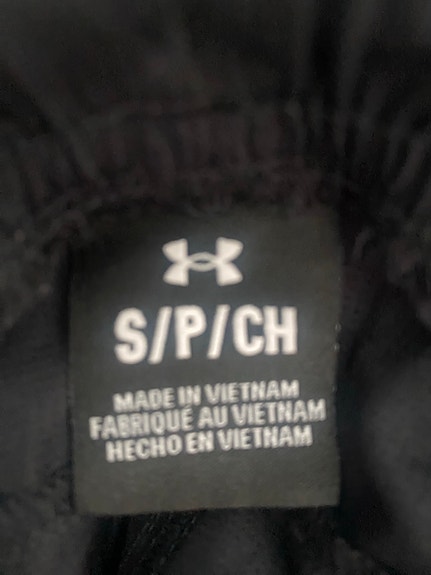 S/P/CH
MADE IN VIETNAM
FABRIQUÉ AU VIETNAM
HECHO EN VIETNAM